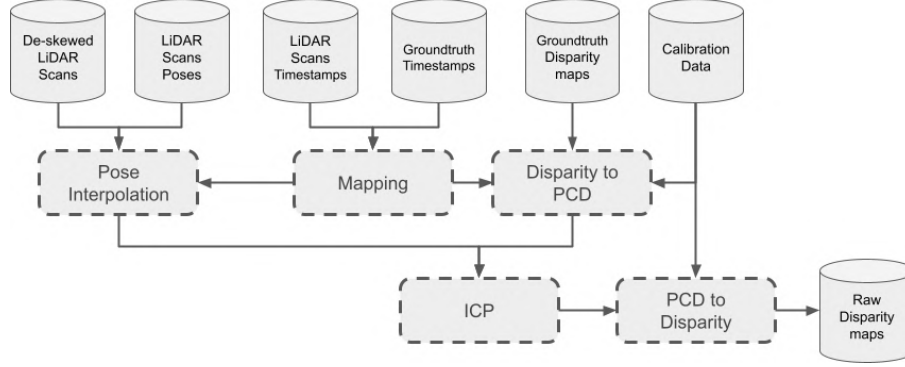 De-skewed
LiDAR
Scans
LiDAR
Scans
Poses
LiDAR
Scans
Timestamps
Groundtruth
Timestamps
Groundtruth
Disparity
maps
Calibration
Data
Pose
Interpolation
Mapping
Disparity to
PCD
ICP
PCD to
Disparity
Raw
Disparity
maps